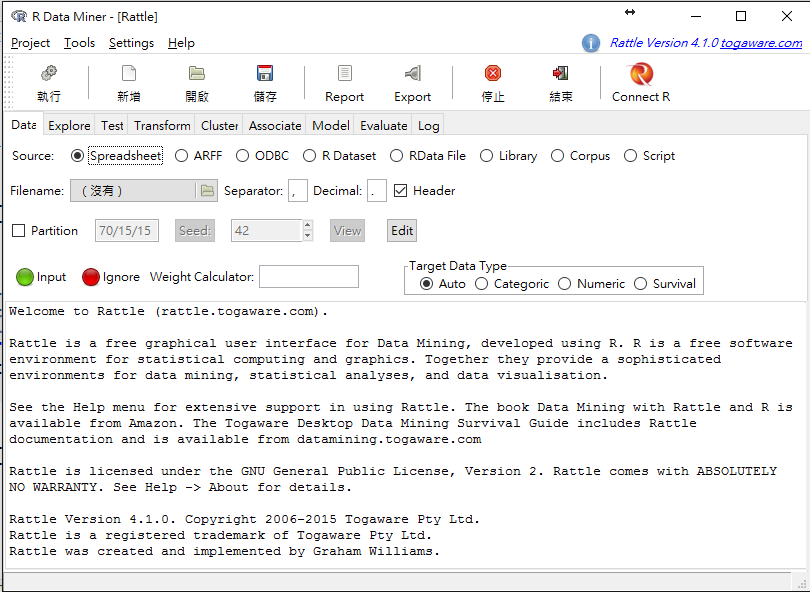 R Data Miner - [Rattle]
Project Tools Settings Help
Rattle Version 4.1.0 togaware.com
執行 新增 開啟 儲存 Report Export 停止 結束 Connect R
Data Explore Test Transform Cluster Associate Model Evaluate Log
Source: Spreadsheet ARFF ODBC R Dataset RData File Library Corpus Script
Filename: （沒有） Separator: , Decimal: . Header
Partition 70/15/15 Seed: 42 View Edit
Target Data Type
Input Ignore Weight Calculator: Auto Categoric Numeric Survival
Welcome to Rattle (rattle.togaware.com).
Rattle is a free graphical user interface for Data Mining, developed using R. R is a free software
environment for statistical computing and graphics. Together they provide a sophisticated
environments for data mining, statistical analyses, and data visualisation.
See the Help menu for extensive support in using Rattle. The book Data Mining with Rattle and R is
available from Amazon. The Togaware Desktop Data Mining Survival Guide includes Rattle
documentation and is available from datamining.togaware.com
Rattle is licensed under the GNU General Public License, Version 2. Rattle comes with ABSOLUTELY
NO WARRANTY. See Help -> About for details.
Rattle Version 4.1.0. Copyright 2006-2015 Togaware Pty Ltd.
Rattle is a registered trademark of Togaware Pty Ltd.
Rattle was created and implemented by Graham Williams.